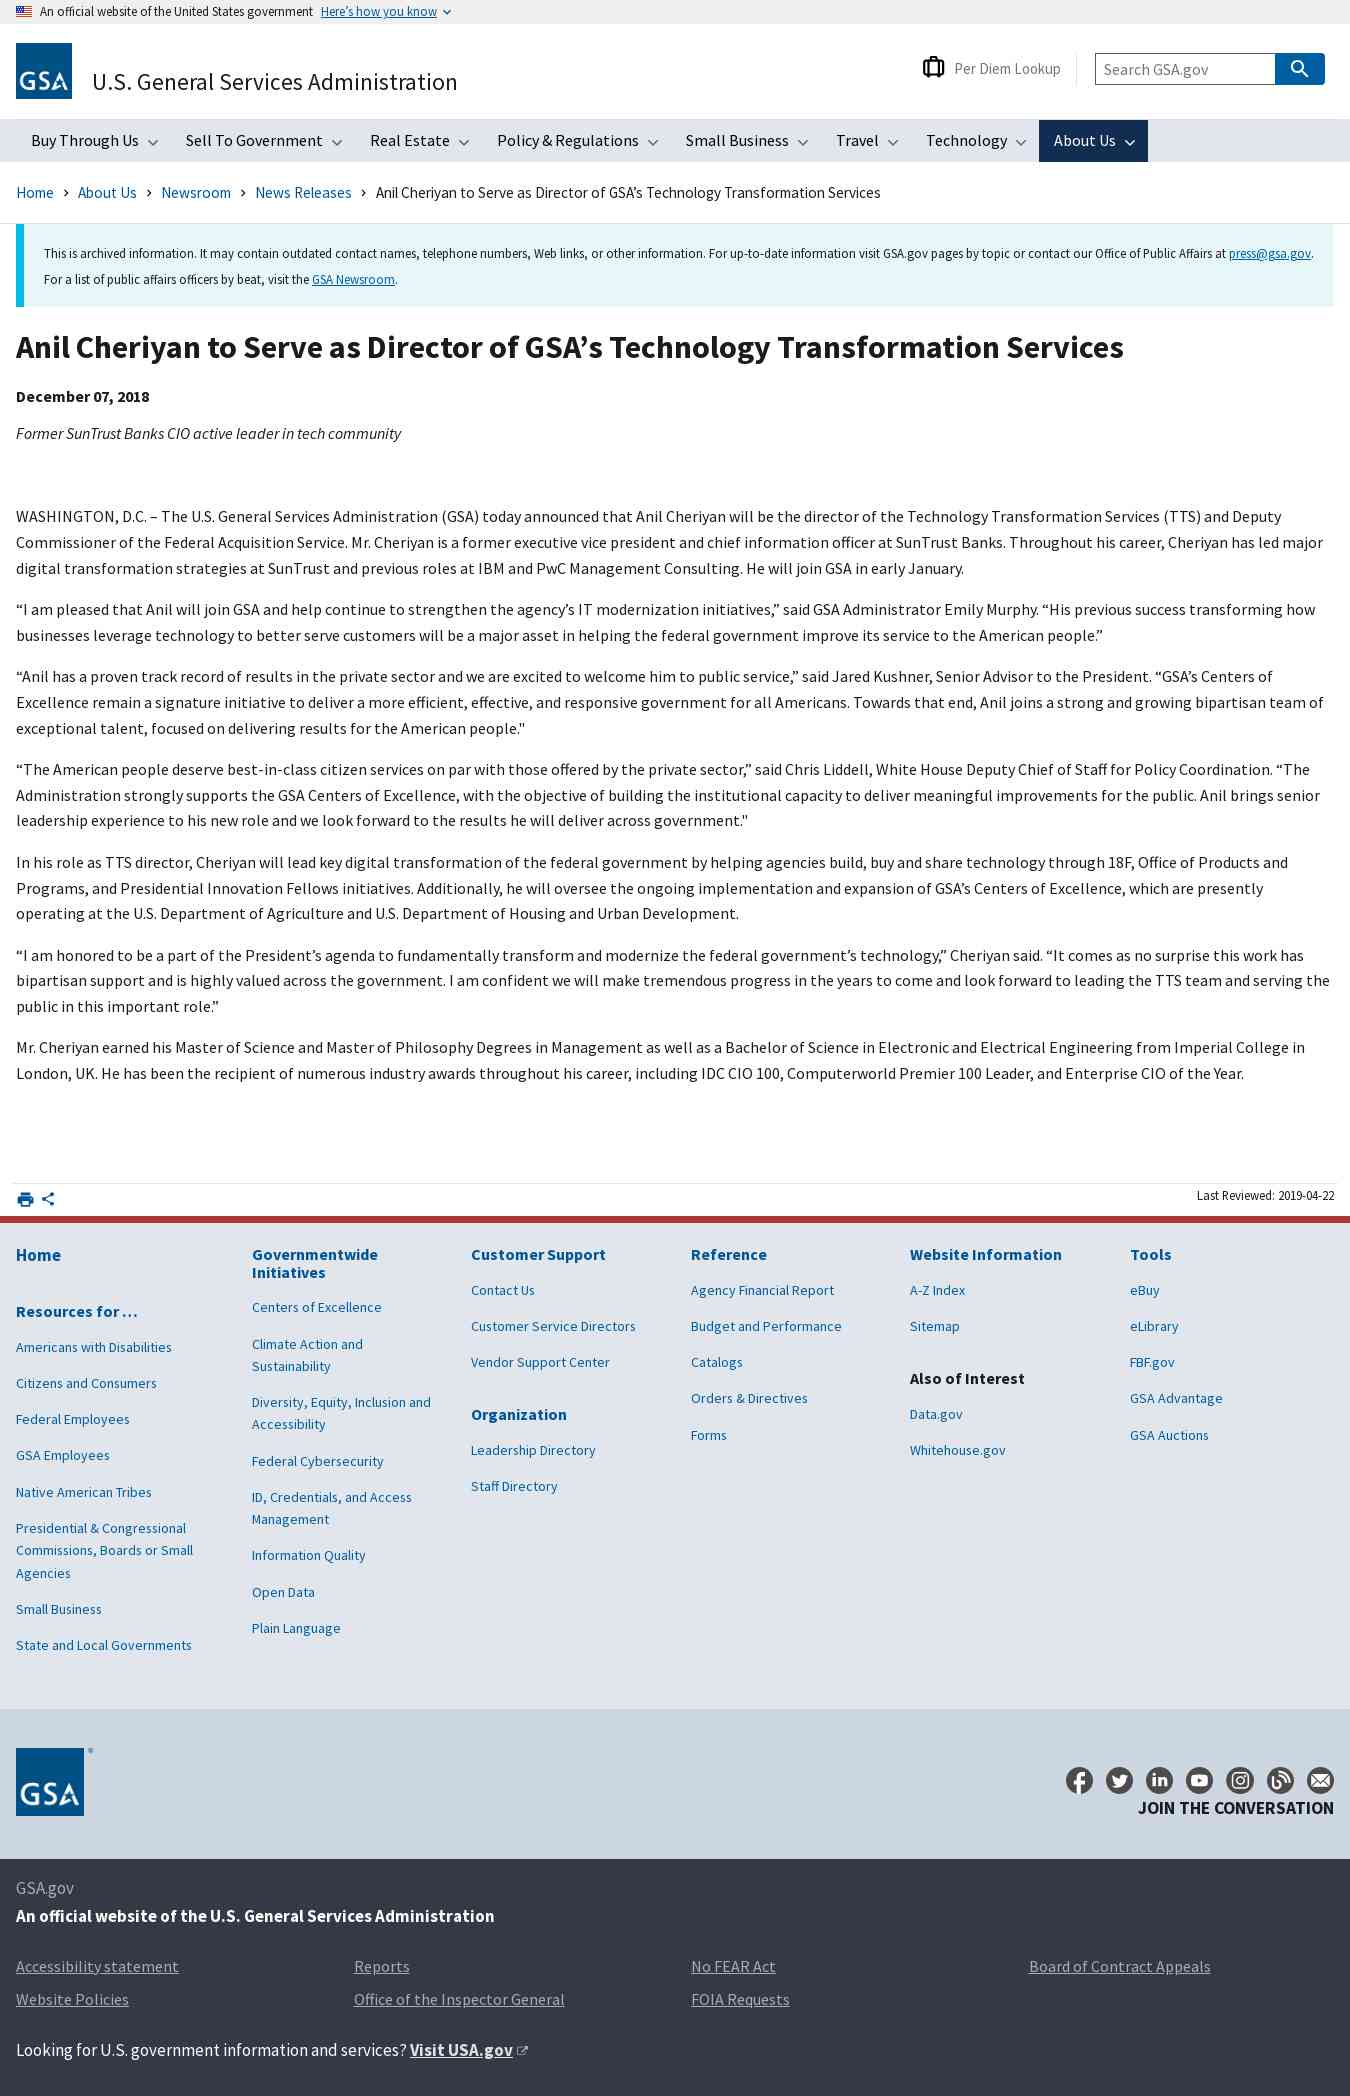 An official website of the United States government Here’s how you know
GSA
U.S. General Services Administration
Per Diem Lookup
Search GSA.gov
Buy Through Us Sell To Government Real Estate Policy & Regulations Small Business Travel Technology About Us
Home About Us Newsroom News Releases Anil Cheriyan to Serve as Director of GSA’s Technology Transformation Services
This is archived information. It may contain outdated contact names, telephone numbers, Web links, or other information. For up-to-date information visit GSA.gov pages by topic or contact our Office of Public Affairs at press@gsa.gov.
For a list of public affairs officers by beat, visit the GSA Newsroom.
Anil Cheriyan to Serve as Director of GSA’s Technology Transformation Services
December 07, 2018
Former SunTrust Banks CIO active leader in tech community
WASHINGTON, D.C. – The U.S. General Services Administration (GSA) today announced that Anil Cheriyan will be the director of the Technology Transformation Services (TTS) and Deputy
Commissioner of the Federal Acquisition Service. Mr. Cheriyan is a former executive vice president and chief information officer at SunTrust Banks. Throughout his career, Cheriyan has led major
digital transformation strategies at SunTrust and previous roles at IBM and PwC Management Consulting. He will join GSA in early January.
“I am pleased that Anil will join GSA and help continue to strengthen the agency’s IT modernization initiatives,” said GSA Administrator Emily Murphy. “His previous success transforming how
businesses leverage technology to better serve customers will be a major asset in helping the federal government improve its service to the American people.”
“Anil has a proven track record of results in the private sector and we are excited to welcome him to public service,” said Jared Kushner, Senior Advisor to the President. “GSA’s Centers of
Excellence remain a signature initiative to deliver a more efficient, effective, and responsive government for all Americans. Towards that end, Anil joins a strong and growing bipartisan team of
exceptional talent, focused on delivering results for the American people."
“The American people deserve best-in-class citizen services on par with those offered by the private sector,” said Chris Liddell, White House Deputy Chief of Staff for Policy Coordination. “The
Administration strongly supports the GSA Centers of Excellence, with the objective of building the institutional capacity to deliver meaningful improvements for the public. Anil brings senior
leadership experience to his new role and we look forward to the results he will deliver across government."
In his role as TTS director, Cheriyan will lead key digital transformation of the federal government by helping agencies build, buy and share technology through 18F, Office of Products and
Programs, and Presidential Innovation Fellows initiatives. Additionally, he will oversee the ongoing implementation and expansion of GSA’s Centers of Excellence, which are presently
operating at the U.S. Department of Agriculture and U.S. Department of Housing and Urban Development.
“I am honored to be a part of the President’s agenda to fundamentally transform and modernize the federal government’s technology,” Cheriyan said. “It comes as no surprise this work has
bipartisan support and is highly valued across the government. I am confident we will make tremendous progress in the years to come and look forward to leading the TTS team and serving the
public in this important role.”
Mr. Cheriyan earned his Master of Science and Master of Philosophy Degrees in Management as well as a Bachelor of Science in Electronic and Electrical Engineering from Imperial College in
London, UK. He has been the recipient of numerous industry awards throughout his career, including IDC CIO 100, Computerworld Premier 100 Leader, and Enterprise CIO of the Year.
Last Reviewed: 2019-04-22
Home
Resources for …
Americans with Disabilities
Citizens and Consumers
Federal Employees
GSA Employees
Native American Tribes
Presidential & Congressional
Commissions, Boards or Small
Agencies
Small Business
State and Local Governments
Governmentwide
Initiatives
Centers of Excellence
Climate Action and
Sustainability
Diversity, Equity, Inclusion and
Accessibility
Federal Cybersecurity
ID, Credentials, and Access
Management
Information Quality
Open Data
Plain Language
Customer Support
Contact Us
Customer Service Directors
Vendor Support Center
Organization
Leadership Directory
Staff Directory
Reference
Agency Financial Report
Budget and Performance
Catalogs
Orders & Directives
Forms
Website Information
A-Z Index
Sitemap
Also of Interest
Data.gov
Whitehouse.gov
Tools
eBuy
eLibrary
FBF.gov
GSA Advantage
GSA Auctions
GSA
JOIN THE CONVERSATION
GSA.gov
An official website of the U.S. General Services Administration
Accessibility statement Reports No FEAR Act Board of Contract Appeals
Website Policies Office of the Inspector General FOIA Requests
Looking for U.S. government information and services? Visit USA.gov